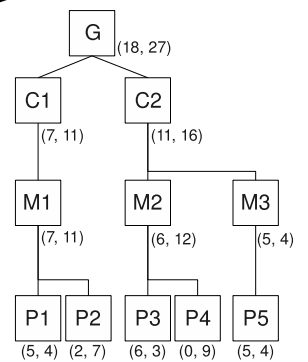 G
(18, 27)
C1 C2
(7, 11) (11, 16)
M1 M2 M3
(7, 11) (6, 12) (5, 4)
P1 P2 P3 P4 P5
(5, 4) (2, 7) (6, 3) (0, 9) (5, 4)